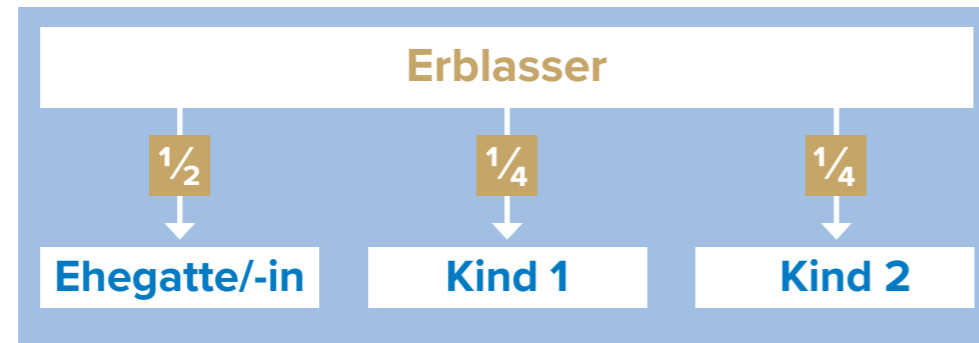 Erblasser
½ ¼ ¼
Ehegatte/-in Kind 1 Kind 2